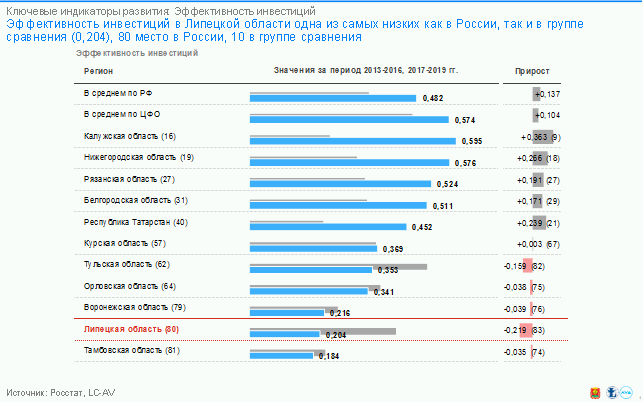 Ключевые индикаторы развития: Эффективность инвестиций
Эффективность инвестиций в Липецкой области одна из самых низких как в России, так и в группе
сравнения (0,204), 80 место в России, 10 в группе сравнения
Эффективность инвестиций
Регион Значения за период 2013-2016, 2017-2019 гг. Прирост
В среднем по РФ 0,482 +0,137
В среднем по ЦФО 0,574 +0,104
Калужская область (16) 0,595 +0,363 (9)
Нижегородская область (19) 0,576 +0,266 (18)
Рязанская область (27) 0,524 +0,191 (27)
Белгородская область (31) 0,511 +0,171 (29)
Республика Татарстан (40) 0,452 +0,239 (21)
Курская область (57) 0,369 +0,003 (67)
Тульская область (62) 0,353 -0,159 (82)
Орловская область (64) 0,341 -0,038 (75)
Воронежская область (79) 0,216 -0,039 (76)
Липецкая область (80) 0,204 -0,219 (83)
Тамбовская область (81) 0,184 -0,035 (74)
Источник: Росстат, LC-AV